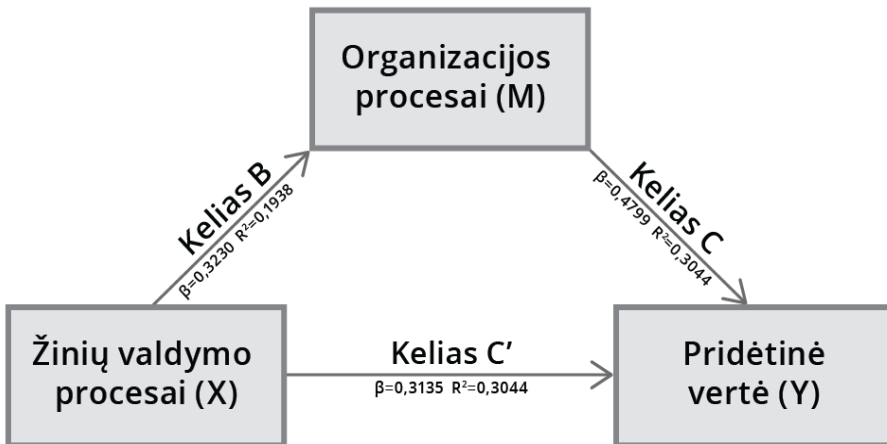 Organizacijos
procesai (M)
Kelias B
β=0,3230 R²=0,1938
Kelias C
β=0,4799 R²=0,3044
Žinių valdymo
procesai (X)
Kelias C’
β=0,3135 R²=0,3044
Pridėtinė
vertė (Y)